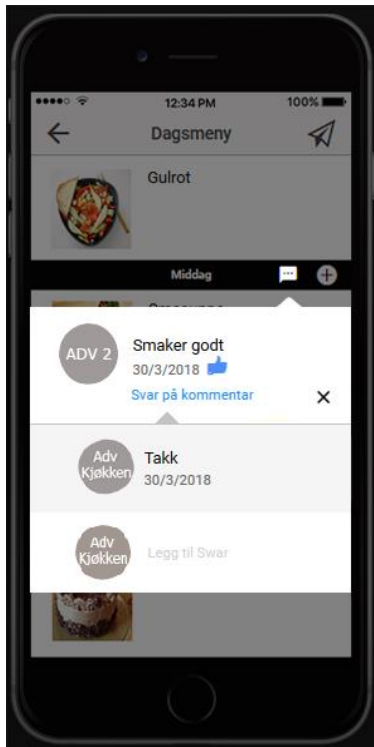 12:34 PM
100%
Dagsmeny
Gulrot
Middag
ADV 2
Smaker godt
30/3/2018
Svar på kommentar
Adv
Kjøkken
Takk
30/3/2018
Adv
Kjøkken
Legg til Swar